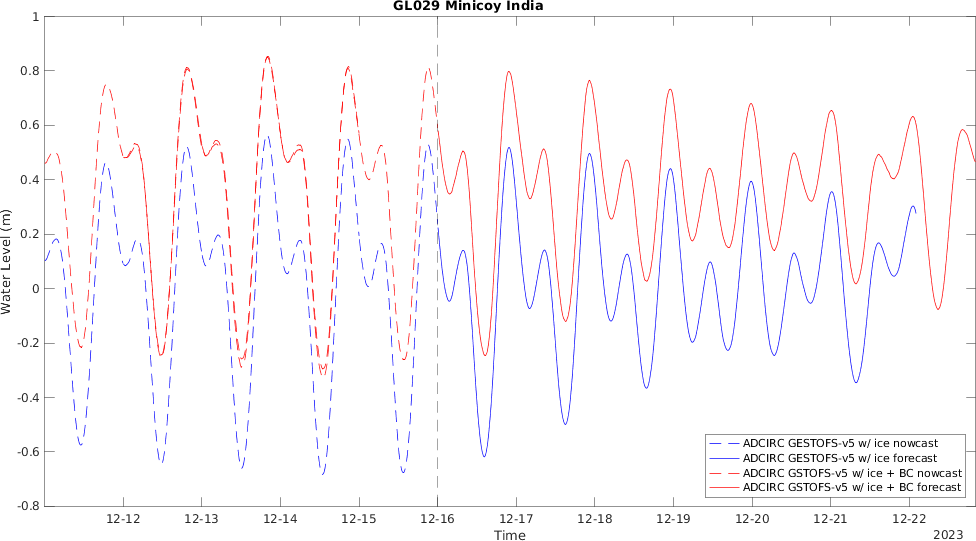 GL029 Minicoy India
1
0.8
0.6
0.4
0.2
0
-0.2
-0.4
-0.6
-0.8
Water Level (m)
12-12 12-13 12-14 12-15 12-16 12-17 12-18 12-19 12-20 12-21 12-22
Time
2023
ADCIRC GESTOFS-v5 w/ ice nowcast
ADCIRC GESTOFS-v5 w/ ice forecast
ADCIRC GSTOFS-v5 w/ ice + BC nowcast
ADCIRC GSTOFS-v5 w/ ice + BC forecast